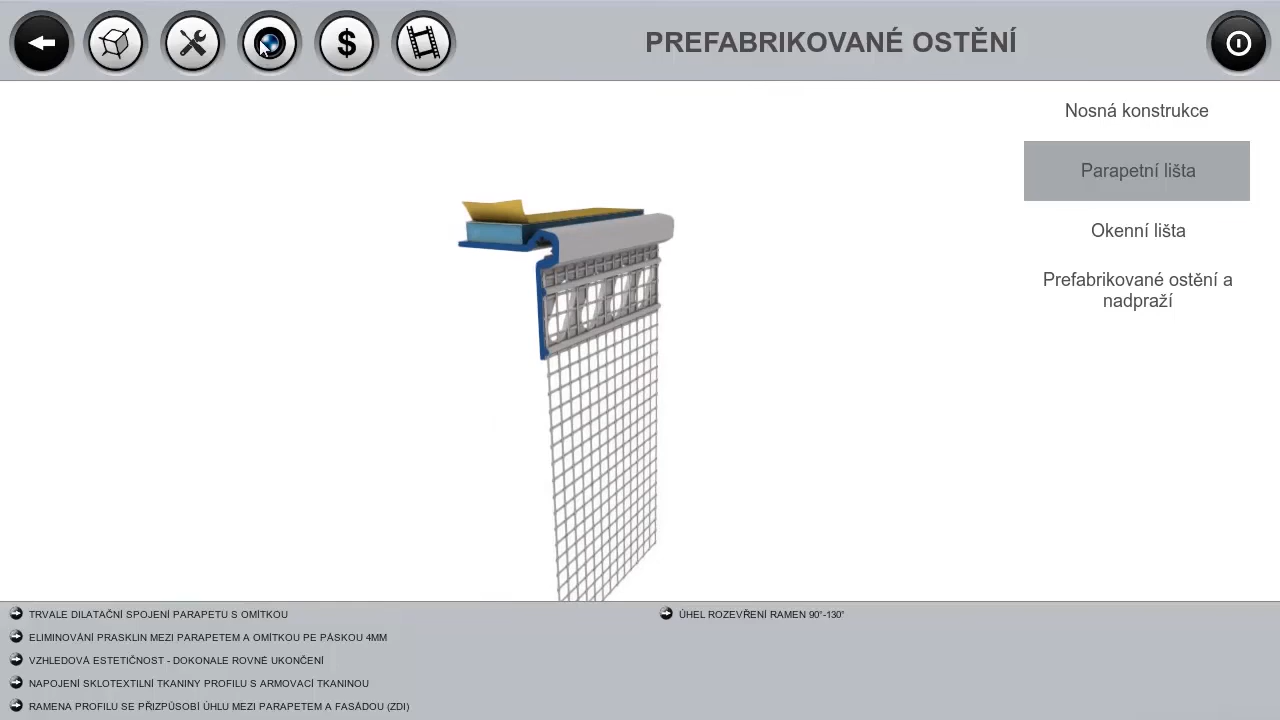 $
PREFABRIKOVANÉ OSTĚNÍ
Nosná konstrukce
Parapetní lišta
Okenní lišta
Prefabrikované ostění a
nadpraží
TRVALE DILATAČNÍ SPOJENÍ PARAPETU S OMÍTKOU
ELIMINOVÁNÍ PRASKLIN MEZI PARAPETEM A OMÍTKOU PE PÁSKOU 4MM
VZHLEDOVÁ ESTETIČNOST - DOKONALE ROVNÉ UKONČENÍ
NAPOJENÍ SKLOTEXTILNÍ TKANINY PROFILU S ARMOVACÍ TKANINOU
RAMENA PROFILU SE PŘIZPŮSOBÍ ÚHLU MEZI PARAPETEM A FASÁDOU (ZDI)
ÚHEL ROZEVŘENÍ RAMEN 90°-130°